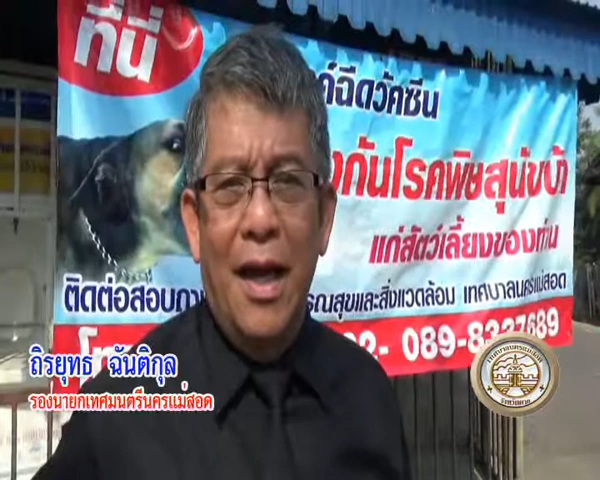 ที่นี่
ฉีดวัคซีน
กันโรคพิษสุนัขบ้า
แก่สัตว์เลี้ยงของท่าน
ติดต่อสอบถา
ณสุขและสิ่งแวดล้อม เทศบาลนครแม่สอด
089-8337689
ถิรยุทธ ฉันติกุล
รองนายกเทศมนตรีนครแม่สอด